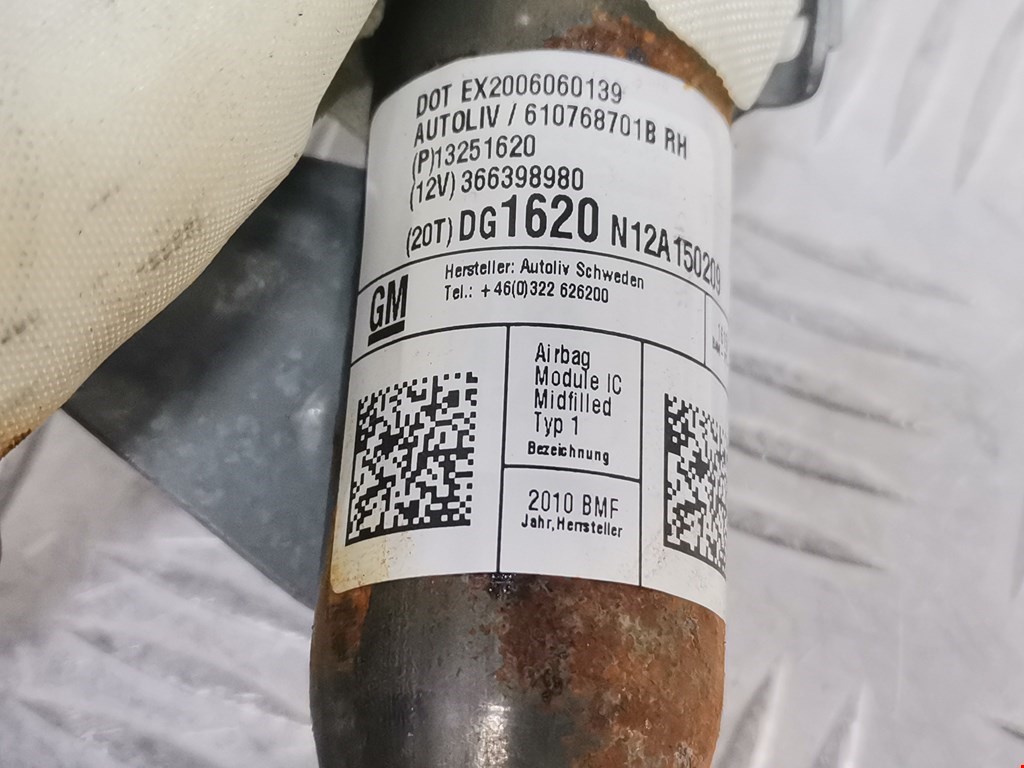 DOT EX2006060139
AUTOLIV / 610768701B RH
(P)13251620
(12V) 366398980
(20T) DG1620 N12A150209
GM
Hersteller: Autoliv Schweden
Tel.: +46(0)322 626200
Airbag
Module IC
Midfilled
Typ 1
Bezeichnung
2010 BMF
Jahr, Herrsteller